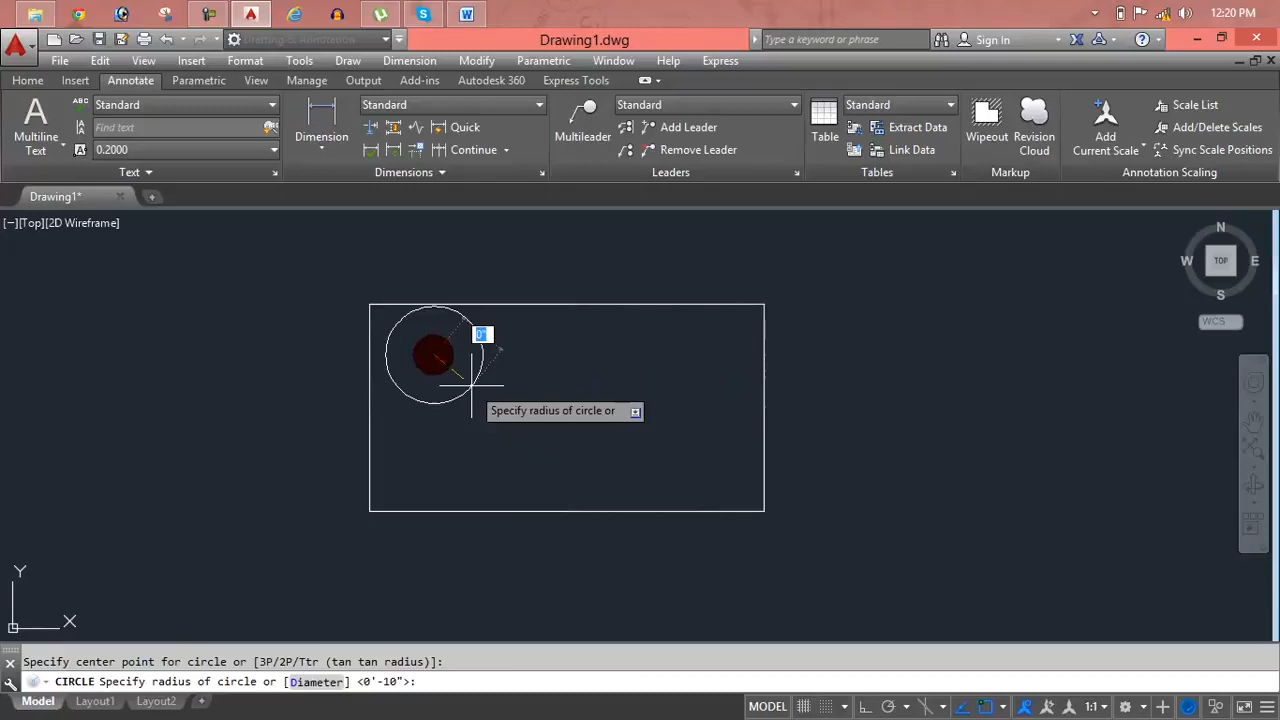 12:20 PM
Drafting & Annotation
Drawing1.dwg
Type a keyword or phrase
Sign In
File Edit View Insert Format Tools Draw Dimension Modify Parametric Window Help Express
Home Insert Annotate Parametric View Manage Output Add-ins Autodesk 360 Express Tools
Multiline
Text
ABC
Standard
Find text
0.2000
Text
Dimension
Standard
Quick
Continue
Dimensions
Multileader
Standard
Add Leader
Remove Leader
Leaders
Table
Standard
Extract Data
Link Data
Tables
Wipeout
Revision
Cloud
Markup
Add
Current Scale
Scale List
Add/Delete Scales
Sync Scale Positions
Annotation Scaling
Drawing1*
[−][Top][2D Wireframe]
N
W TOP E
S
WCS
0"
Specify radius of circle or
Y
X
Specify center point for circle or [3P/2P/Ttr (tan tan radius)]:
CIRCLE Specify radius of circle or [Diameter] <0'-10">:
Model Layout1 Layout2
MODEL
1:1